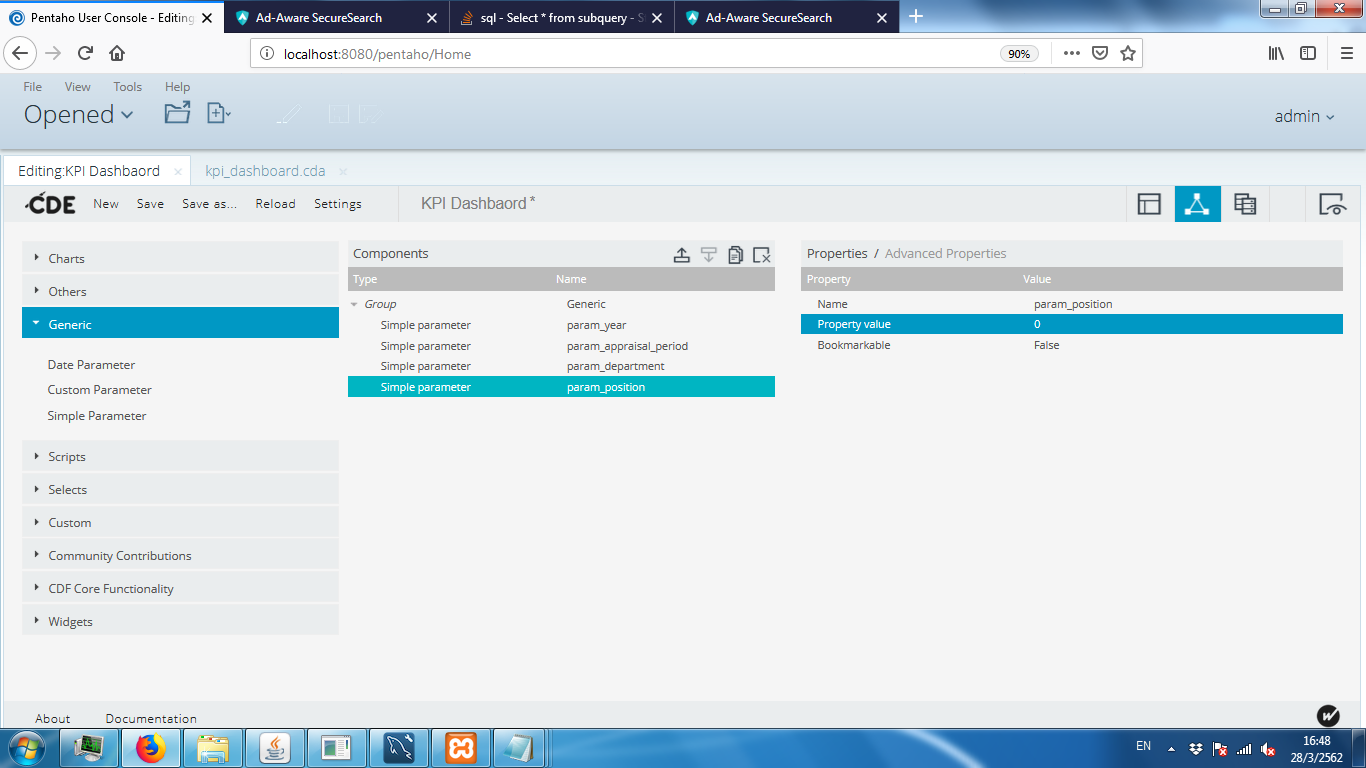 Pentaho User Console - Editing
Ad-Aware SecureSearch
sql - Select * from subquery - S
Ad-Aware SecureSearch
localhost:8080/pentaho/Home
90%
File View Tools Help
Opened
admin
Editing:KPI Dashbaord
kpi_dashboard.cda
CDE New Save Save as... Reload Settings
KPI Dashbaord *
Charts
Others
Generic
Date Parameter
Custom Parameter
Simple Parameter
Scripts
Selects
Custom
Community Contributions
CDF Core Functionality
Widgets
Components
Type Name
Group Generic
Simple parameter param_year
Simple parameter param_appraisal_period
Simple parameter param_department
Simple parameter param_position
Properties / Advanced Properties
Property Value
Name param_position
Property value 0
Bookmarkable False
About Documentation
EN
16:48
28/3/2562